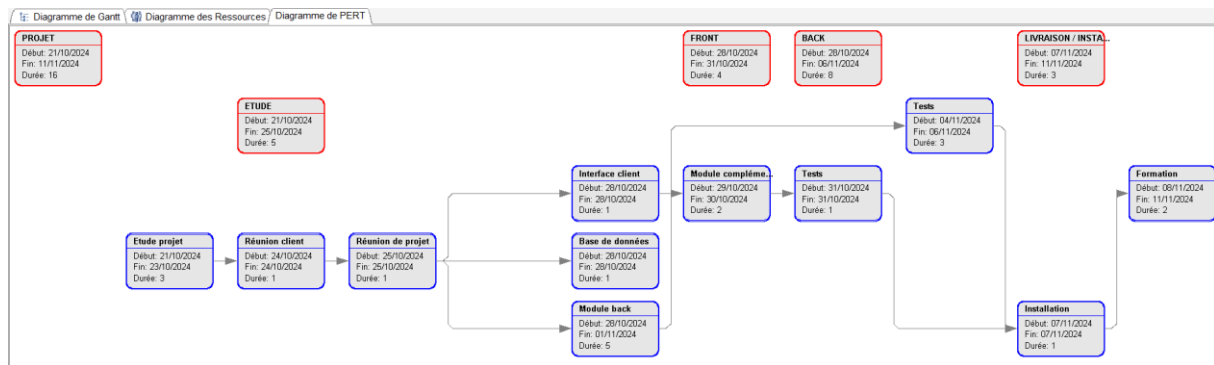 Diagramme de Gantt Diagramme des Ressources Diagramme de PERT
PROJET
Début: 21/10/2024
Fin: 11/11/2024
Durée: 16
FRONT
Début: 28/10/2024
Fin: 31/10/2024
Durée: 4
BACK
Début: 28/10/2024
Fin: 06/11/2024
Durée: 8
LIVRAISON / INSTA...
Début: 07/11/2024
Fin: 11/11/2024
Durée: 3
ETUDE
Début: 21/10/2024
Fin: 25/10/2024
Durée: 5
Tests
Début: 04/11/2024
Fin: 06/11/2024
Durée: 3
Interface client
Début: 28/10/2024
Fin: 28/10/2024
Durée: 1
Module compléme...
Début: 29/10/2024
Fin: 30/10/2024
Durée: 2
Tests
Début: 31/10/2024
Fin: 31/10/2024
Durée: 1
Formation
Début: 08/11/2024
Fin: 11/11/2024
Durée: 2
Etude projet
Début: 21/10/2024
Fin: 23/10/2024
Durée: 3
Réunion client
Début: 24/10/2024
Fin: 24/10/2024
Durée: 1
Réunion de projet
Début: 25/10/2024
Fin: 25/10/2024
Durée: 1
Base de données
Début: 28/10/2024
Fin: 28/10/2024
Durée: 1
Module back
Début: 28/10/2024
Fin: 01/11/2024
Durée: 5
Installation
Début: 07/11/2024
Fin: 07/11/2024
Durée: 1